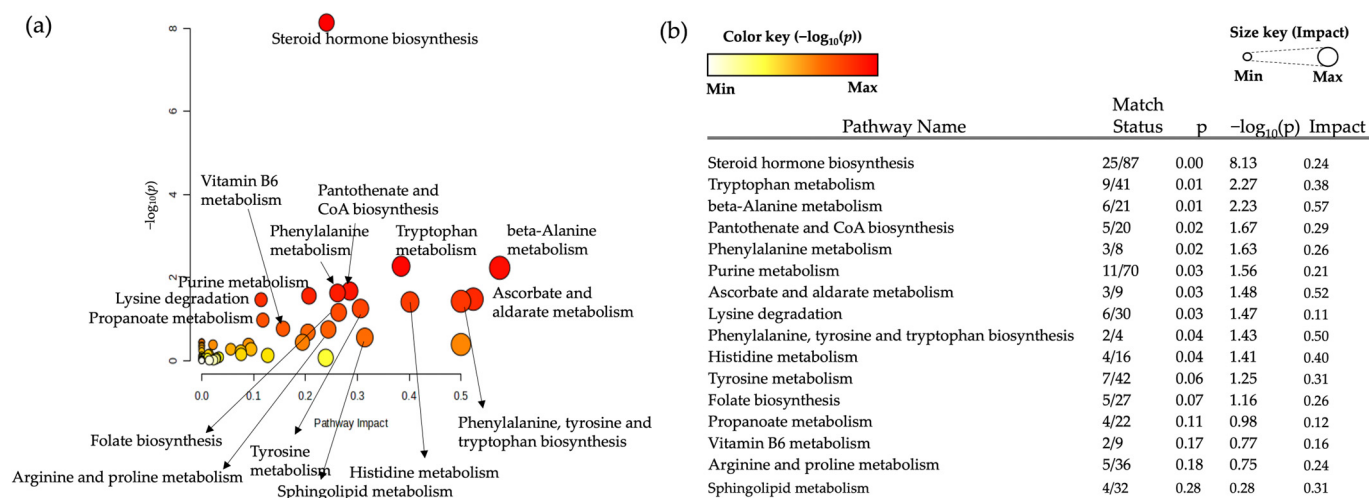 (a)
8
6
4
2
0
−log10(p)
Steroid hormone biosynthesis
Vitamin B6
metabolism
Pantothenate and
CoA biosynthesis
Phenylalanine
metabolism
Tryptophan
metabolism
beta-Alanine
metabolism
Purine metabolism
Lysine degradation
Propanoate metabolism
Ascorbate and
aldarate metabolism
0.0 0.1 0.2 0.3 0.4 0.5
Pathway Impact
Folate biosynthesis
Arginine and proline metabolism
Tyrosine
metabolism
Sphingolipid metabolism
Histidine metabolism
Phenylalanine, tyrosine and
tryptophan biosynthesis
(b)
Color key (−log10(p))
Min Max
Size key (Impact)
Min Max
Pathway Name Match Status p −log10(p) Impact
Steroid hormone biosynthesis 25/87 0.00 8.13 0.24
Tryptophan metabolism 9/41 0.01 2.27 0.38
beta-Alanine metabolism 6/21 0.01 2.23 0.57
Pantothenate and CoA biosynthesis 5/20 0.02 1.67 0.29
Phenylalanine metabolism 3/8 0.02 1.63 0.26
Purine metabolism 11/70 0.03 1.56 0.21
Ascorbate and aldarate metabolism 3/9 0.03 1.48 0.52
Lysine degradation 6/30 0.03 1.47 0.11
Phenylalanine, tyrosine and tryptophan biosynthesis 2/4 0.04 1.43 0.50
Histidine metabolism 4/16 0.04 1.41 0.40
Tyrosine metabolism 7/42 0.06 1.25 0.31
Folate biosynthesis 5/27 0.07 1.16 0.26
Propanoate metabolism 4/22 0.11 0.98 0.12
Vitamin B6 metabolism 2/9 0.17 0.77 0.16
Arginine and proline metabolism 5/36 0.18 0.75 0.24
Sphingolipid metabolism 4/32 0.28 0.28 0.31